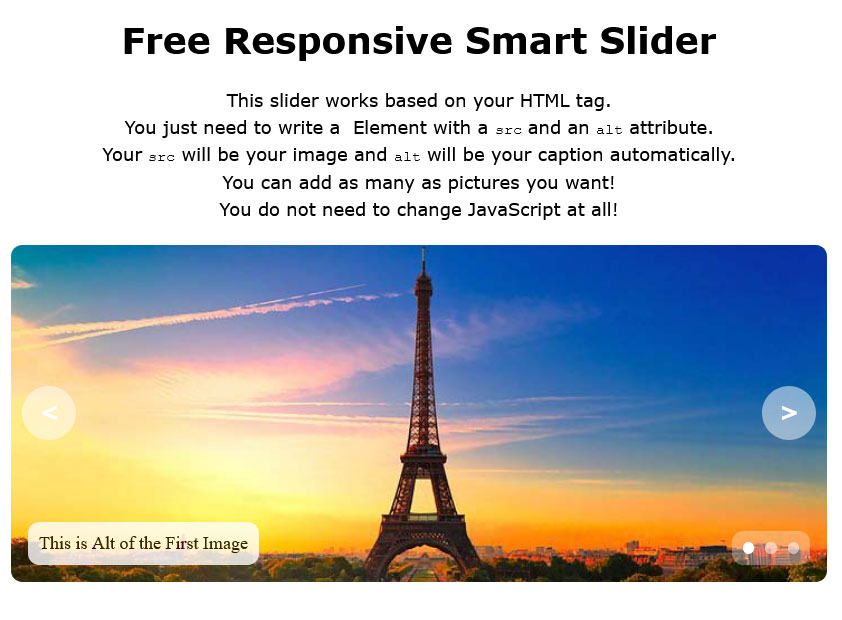 Free Responsive Smart Slider
This slider works based on your HTML tag.
You just need to write a  Element with a src and an alt attribute.
Your src will be your image and alt will be your caption automatically.
You can add as many as pictures you want!
You do not need to change JavaScript at all!
< >
This is Alt of the First Image